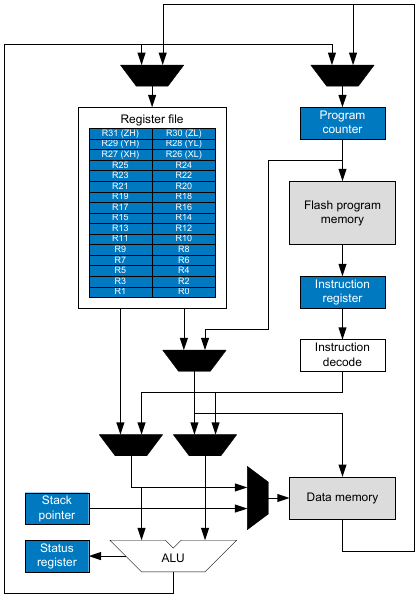 Register file
R31 (ZH) R30 (ZL)
R29 (YH) R28 (YL)
R27 (XH) R26 (XL)
R25 R24
R23 R22
R21 R20
R19 R18
R17 R16
R15 R14
R13 R12
R11 R10
R9 R8
R7 R6
R5 R4
R3 R2
R1 R0
Program
counter
Flash program
memory
Instruction
register
Instruction
decode
Data memory
Stack
pointer
Status
register
ALU